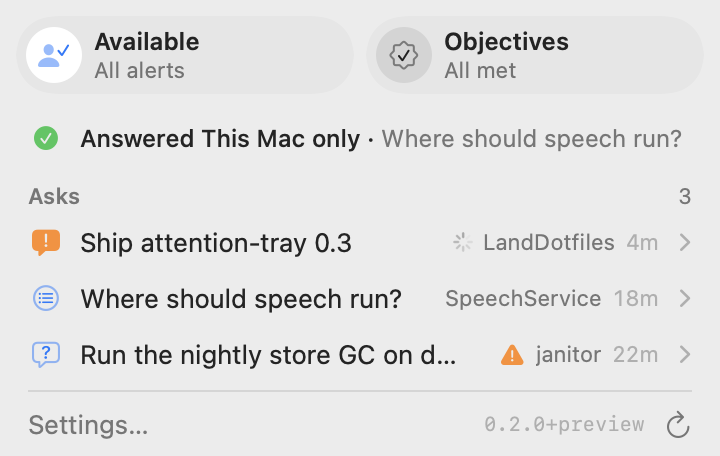 Available
All alerts
Objectives
All met
Answered This Mac only · Where should speech run?
Asks 3
Ship attention-tray 0.3 LandDotfiles 4m
Where should speech run? SpeechService 18m
Run the nightly store GC on d... janitor 22m
Settings... 0.2.0+preview